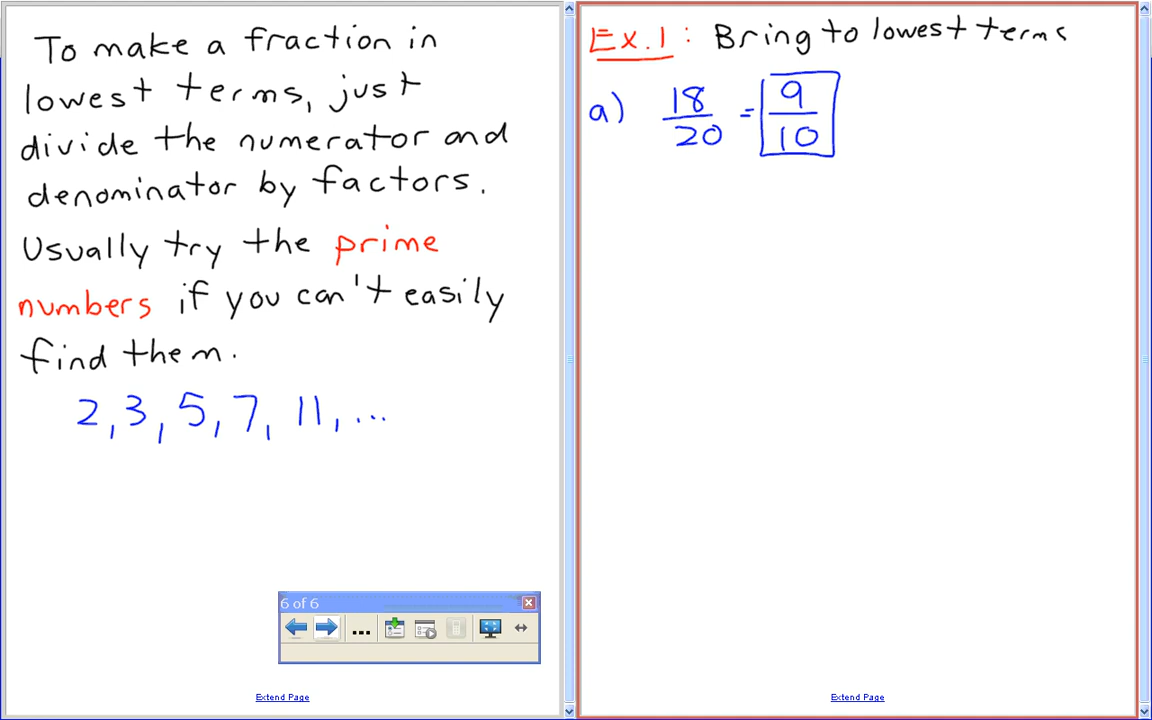 To make a fraction in
lowest terms, just
divide the numerator and
denominator by factors.
Usually try the prime
numbers if you can't easily
find them.
2, 3, 5, 7, 11, ...
6 of 6
Extend Page
Ex. 1: Bring to lowest terms
a) 18/20 = 9/10
Extend Page